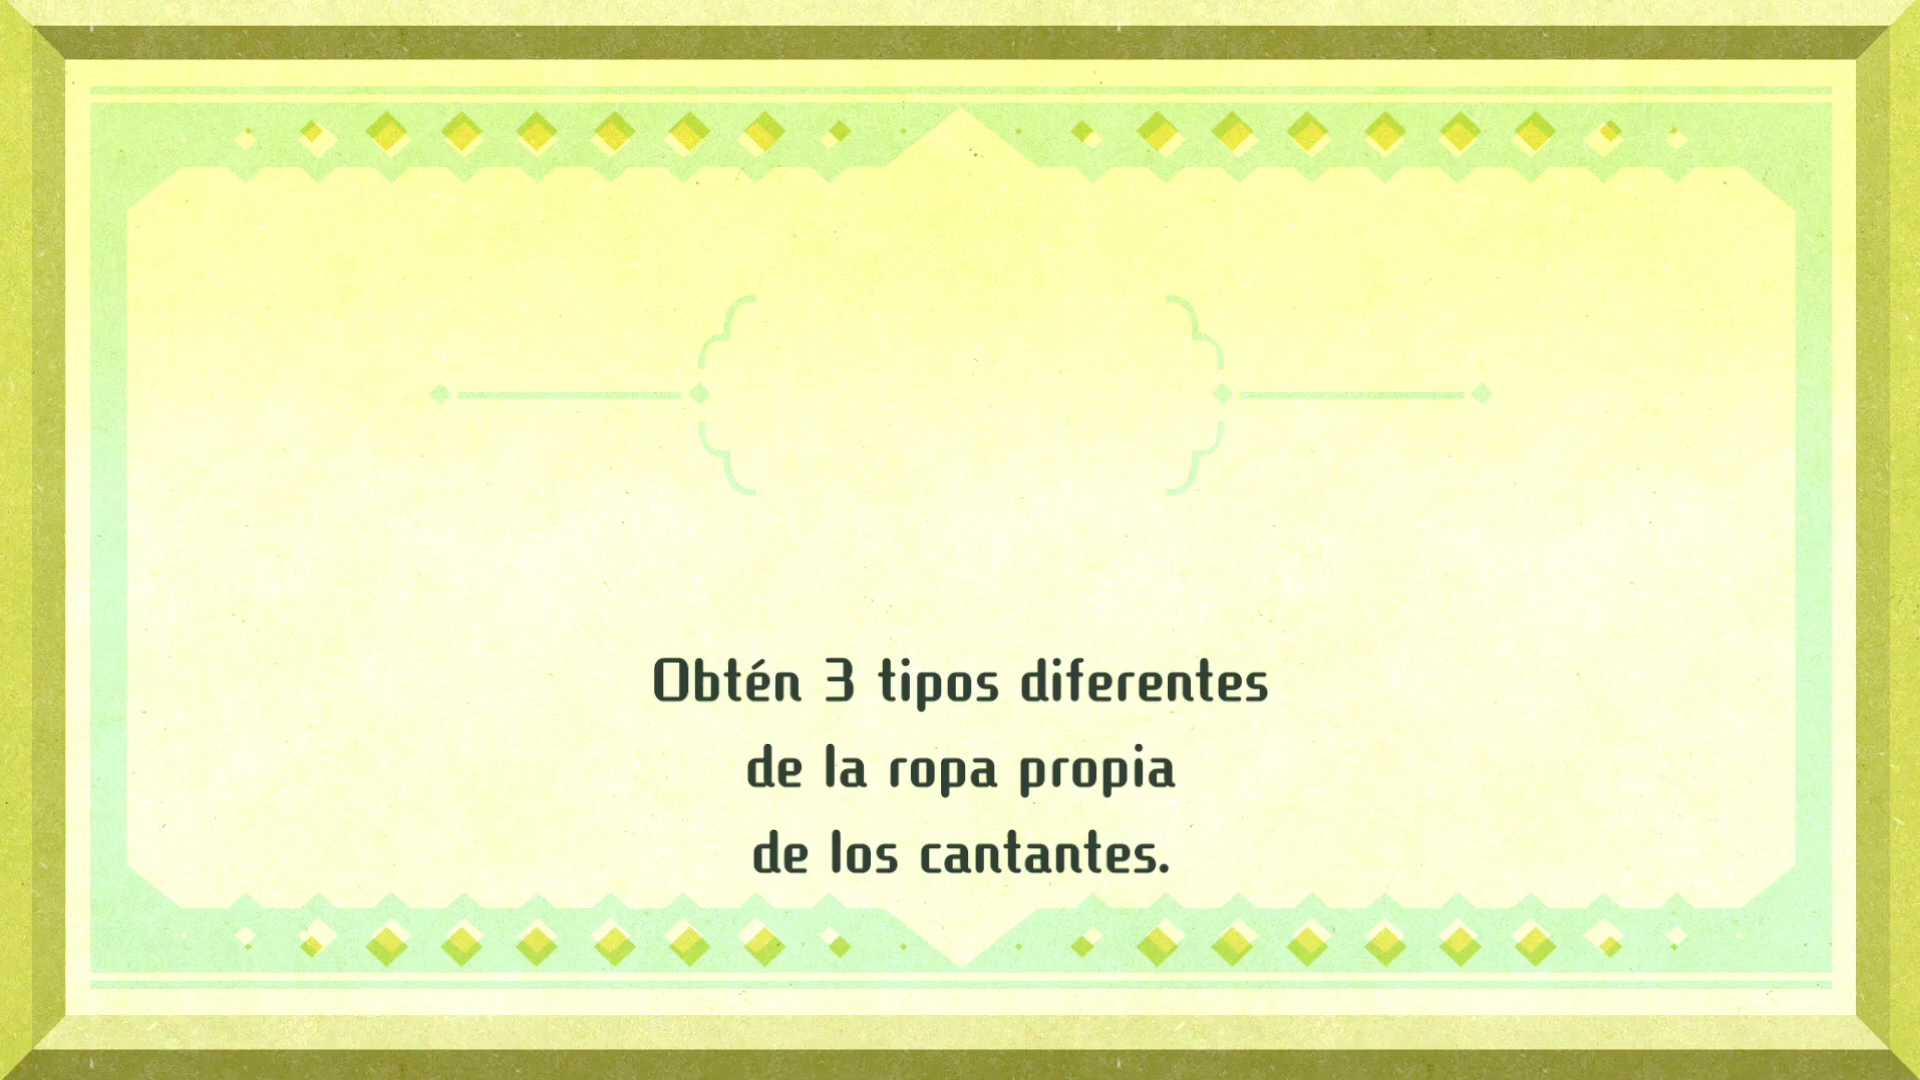 Obtén 3 tipos diferentes
de la ropa propia
de los cantantes.